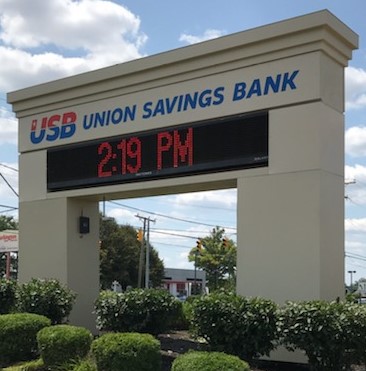 USB UNION SAVINGS BANK
2:19 PM